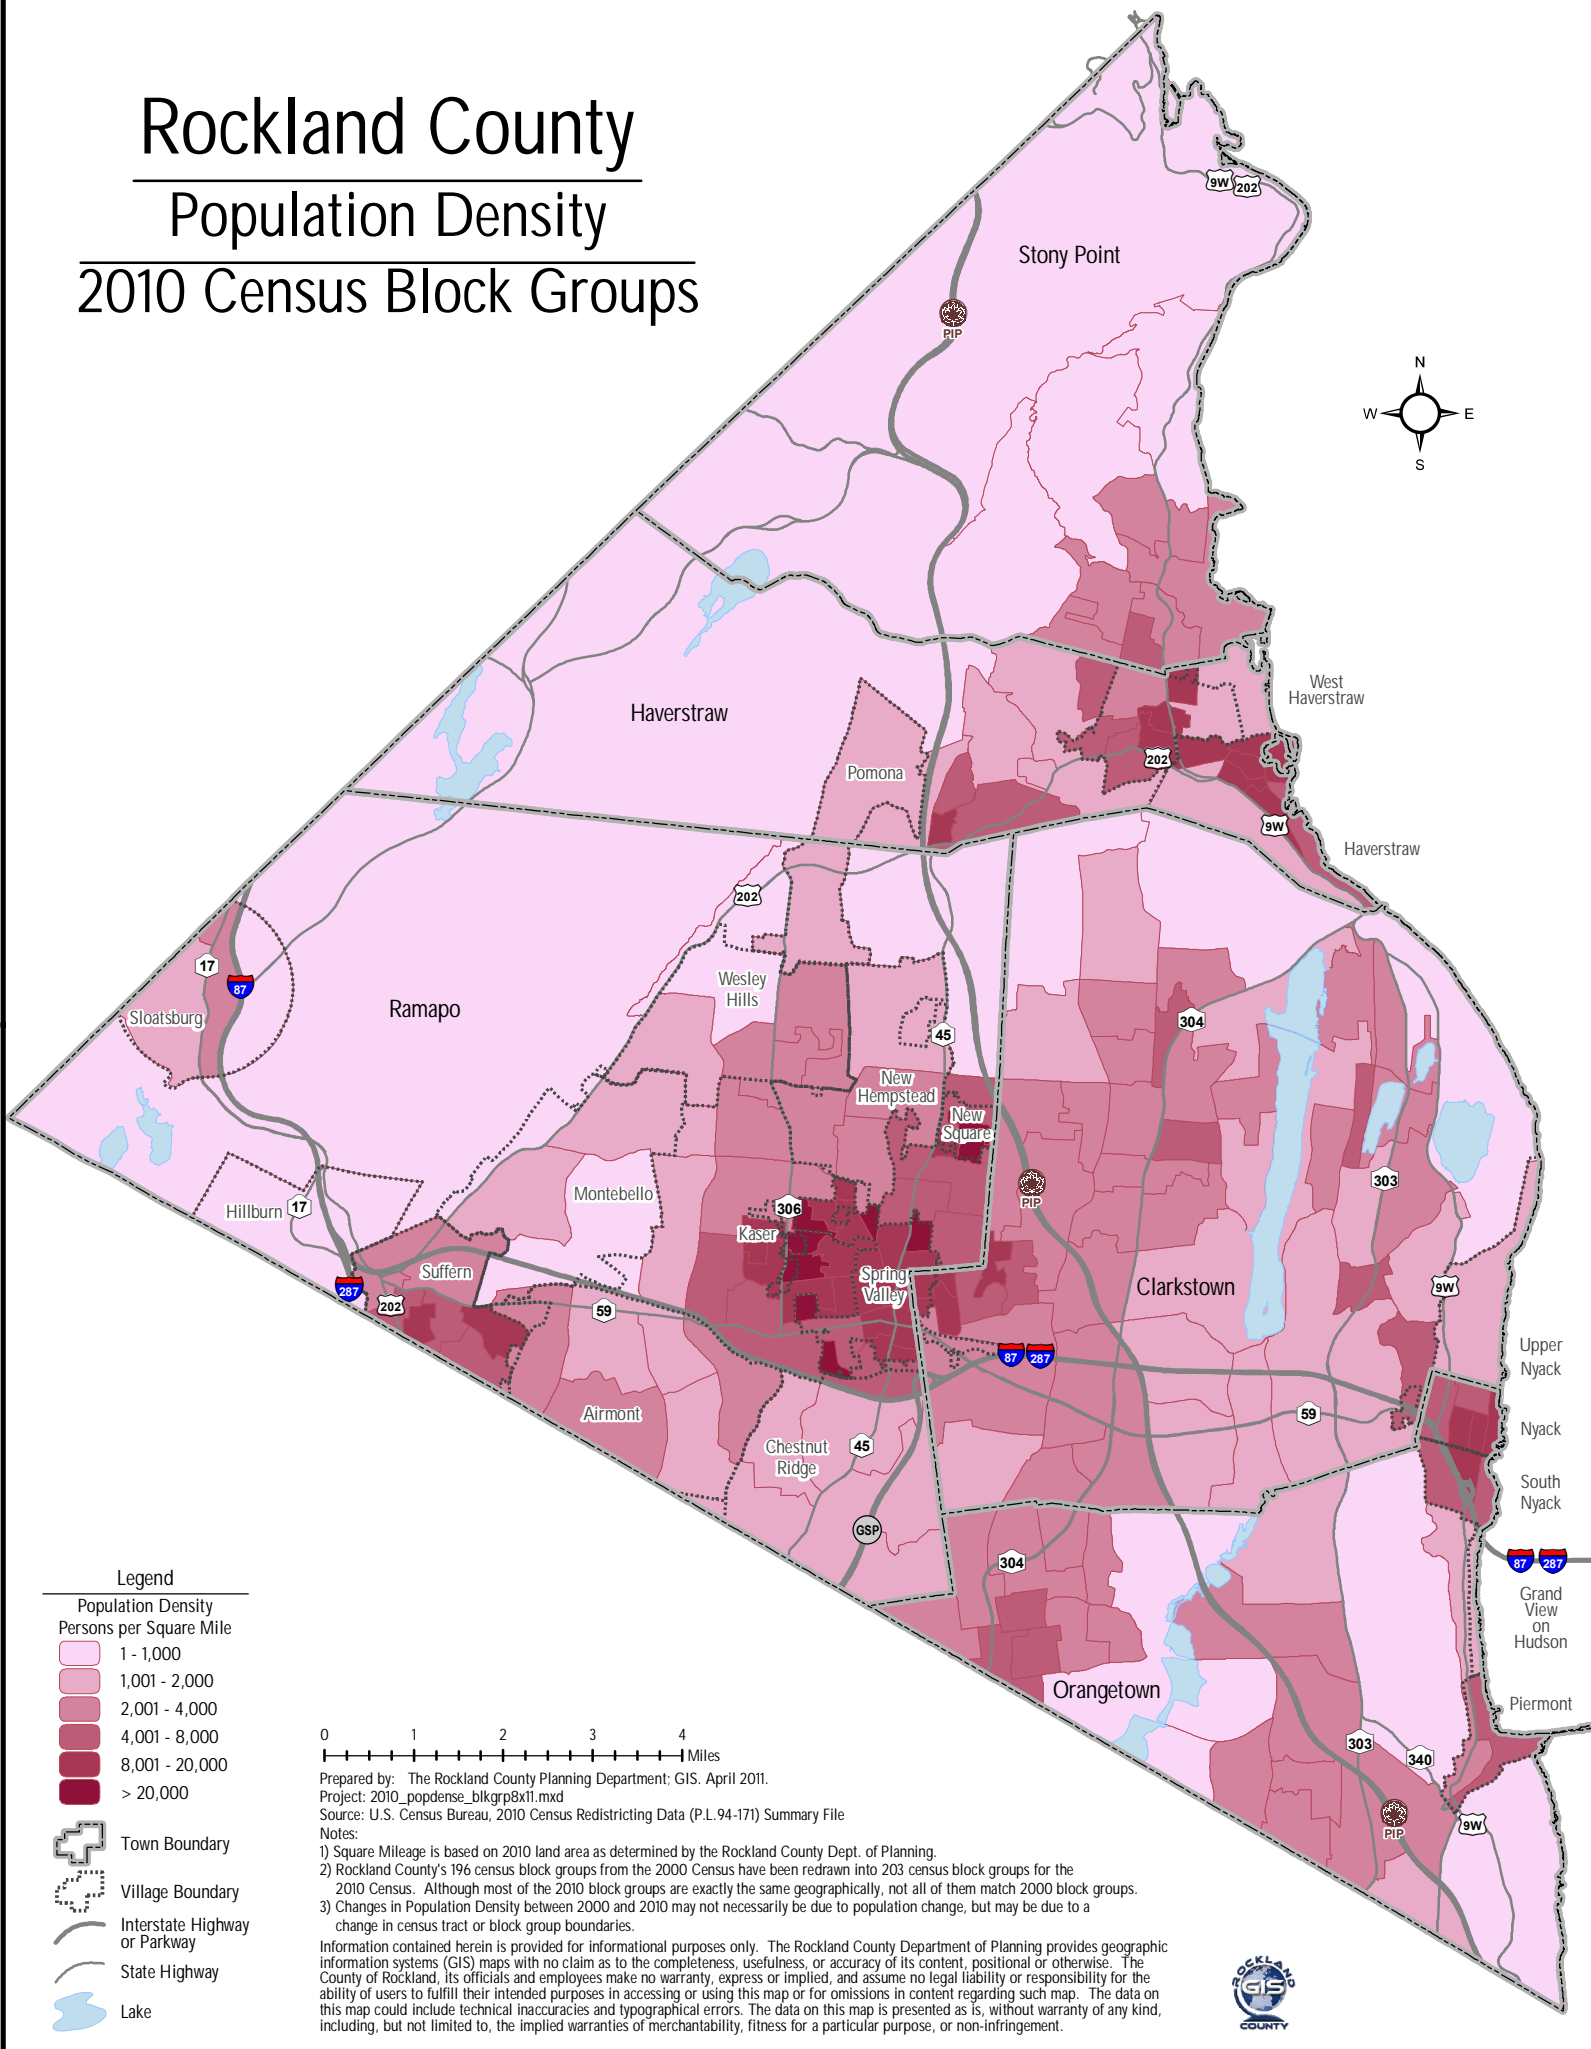 Rockland County
Population Density
2010 Census Block Groups
9W
202
Stony Point
PIP
N
W
E
S
West
Haverstraw
Haverstraw
Pomona
202
9W
Haverstraw
202
17
87
Sloatsburg
Ramapo
Wesley
Hills
45
304
New
Hempstead
New
Square
PIP
303
Hillburn
17
Montebello
306
Kaser
Suffern
287
202
59
Spring
Valley
Clarkstown
9W
87
287
Upper
Nyack
Airmont
59
Chestnut
Ridge
45
Nyack
South
Nyack
GSP
304
87
287
Grand
View
on
Hudson
Orangetown
Piermont
303
340
PIP
9W
Legend
Population Density
Persons per Square Mile
1 - 1,000
1,001 - 2,000
2,001 - 4,000
4,001 - 8,000
8,001 - 20,000
> 20,000
Town Boundary
Village Boundary
Interstate Highway
or Parkway
State Highway
Lake
0 1 2 3 4
Miles
Prepared by: The Rockland County Planning Department; GIS. April 2011.
Project: 2010_popdense_blkgrp8x11.mxd
Source: U.S. Census Bureau, 2010 Census Redistricting Data (P.L.94-171) Summary File
Notes:
1) Square Mileage is based on 2010 land area as determined by the Rockland County Dept. of Planning.
2) Rockland County's 196 census block groups from the 2000 Census have been redrawn into 203 census block groups for the
2010 Census. Although most of the 2010 block groups are exactly the same geographically, not all of them match 2000 block groups.
3) Changes in Population Density between 2000 and 2010 may not necessarily be due to population change, but may be due to a
change in census tract or block group boundaries.
Information contained herein is provided for informational purposes only. The Rockland County Department of Planning provides geographic
information systems (GIS) maps with no claim as to the completeness, usefulness, or accuracy of its content, positional or otherwise. The
County of Rockland, its officials and employees make no warranty, express or implied, and assume no legal liability or responsibility for the
ability of users to fulfill their intended purposes in accessing or using this map or for omissions in content regarding such map. The data on
this map could include technical inaccuracies and typographical errors. The data on this map is presented as is, without warranty of any kind,
including, but not limited to, the implied warranties of merchantability, fitness for a particular purpose, or non-infringement.
ROCKLAND
GIS
COUNTY